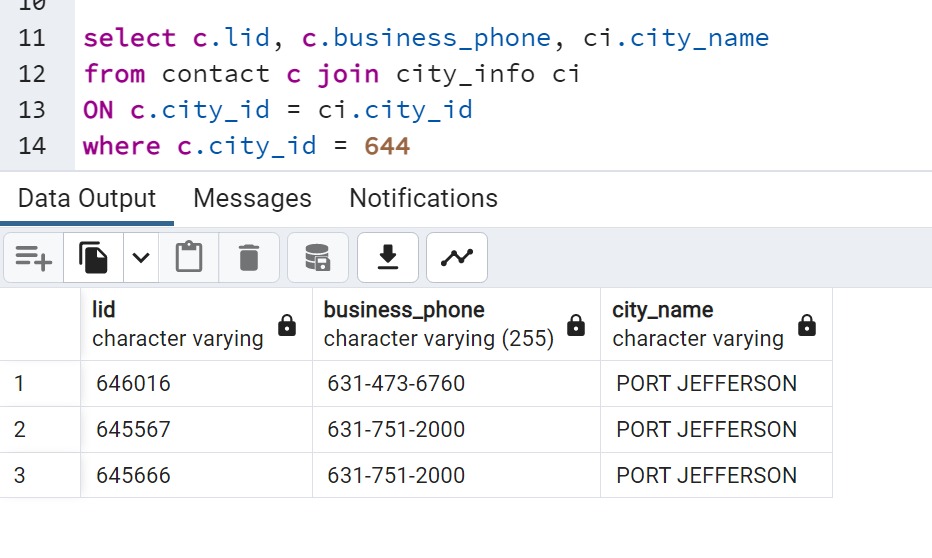 10
11 select c.lid, c.business_phone, ci.city_name
12 from contact c join city_info ci
13 ON c.city_id = ci.city_id
14 where c.city_id = 644
Data Output Messages Notifications
lid business_phone city_name
character varying character varying (255) character varying
1 646016 631-473-6760 PORT JEFFERSON
2 645567 631-751-2000 PORT JEFFERSON
3 645666 631-751-2000 PORT JEFFERSON